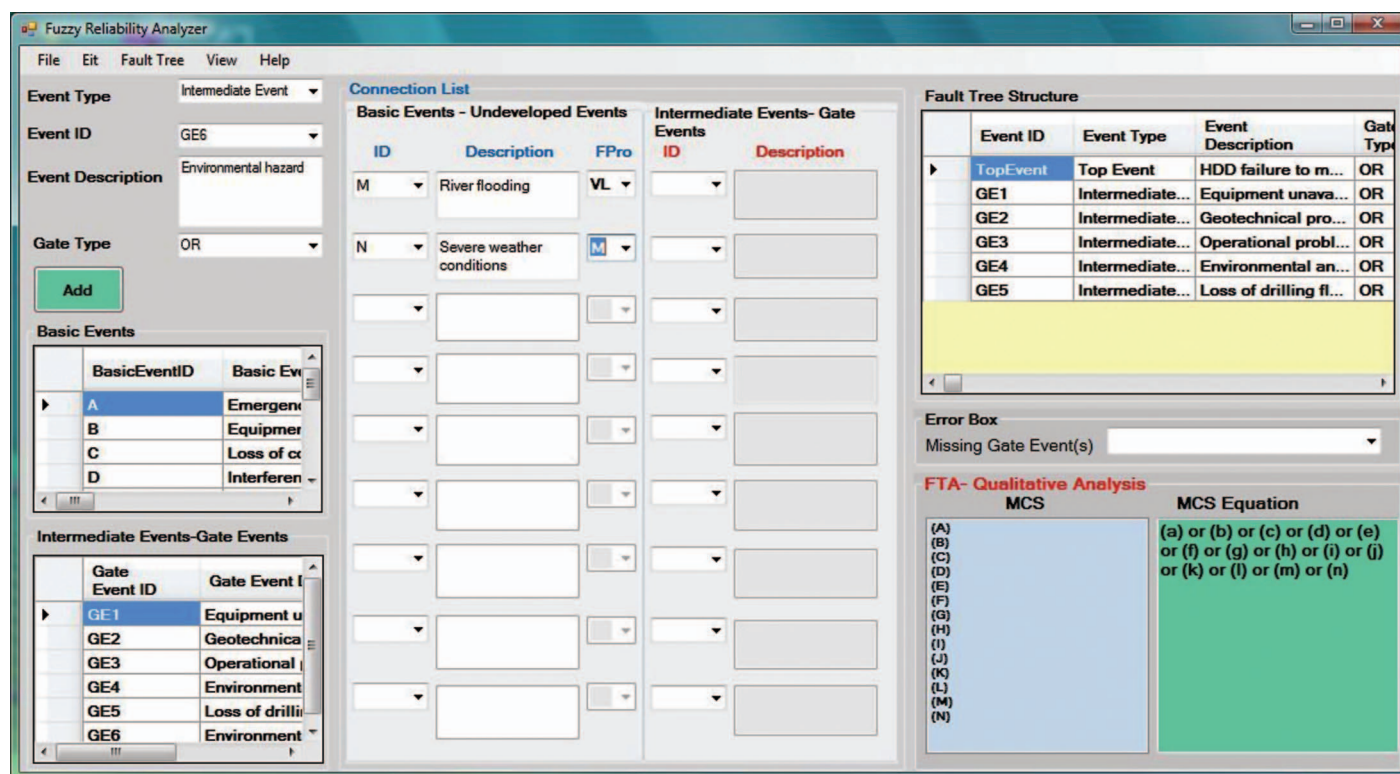 Fuzzy Reliability Analyzer
File Eit Fault Tree View Help
Event Type Intermediate Event
Event ID GE6
Event Description Environmental hazard
Gate Type OR
Add
Basic Events
BasicEventID Basic Eve
A Emergen
B Equipmer
C Loss of co
D Interferen
Intermediate Events-Gate Events
Gate
Event ID Gate Event
GE1 Equipment u
GE2 Geotechnica
GE3 Operational
GE4 Environment
GE5 Loss of drilli
GE6 Environment
Connection List
Basic Events - Undeveloped Events
ID Description FPro
M River flooding VL
N Severe weather M
conditions
Intermediate Events- Gate
Events
ID Description
Fault Tree Structure
Event ID Event Type Event
Description Gate
Type
TopEvent Top Event HDD failure to m... OR
GE1 Intermediate... Equipment unava... OR
GE2 Intermediate... Geotechnical pro... OR
GE3 Intermediate... Operational probl... OR
GE4 Intermediate... Environmental an... OR
GE5 Intermediate... Loss of drilling fl... OR
Error Box
Missing Gate Event(s)
FTA- Qualitative Analysis
MCS MCS Equation
{A}
{B}
{C}
{D}
{E}
{F}
{G}
{H}
{I}
{J}
{K}
{L}
{M}
{N}
(a) or (b) or (c) or (d) or (e)
or (f) or (g) or (h) or (i) or (j)
or (k) or (l) or (m) or (n)